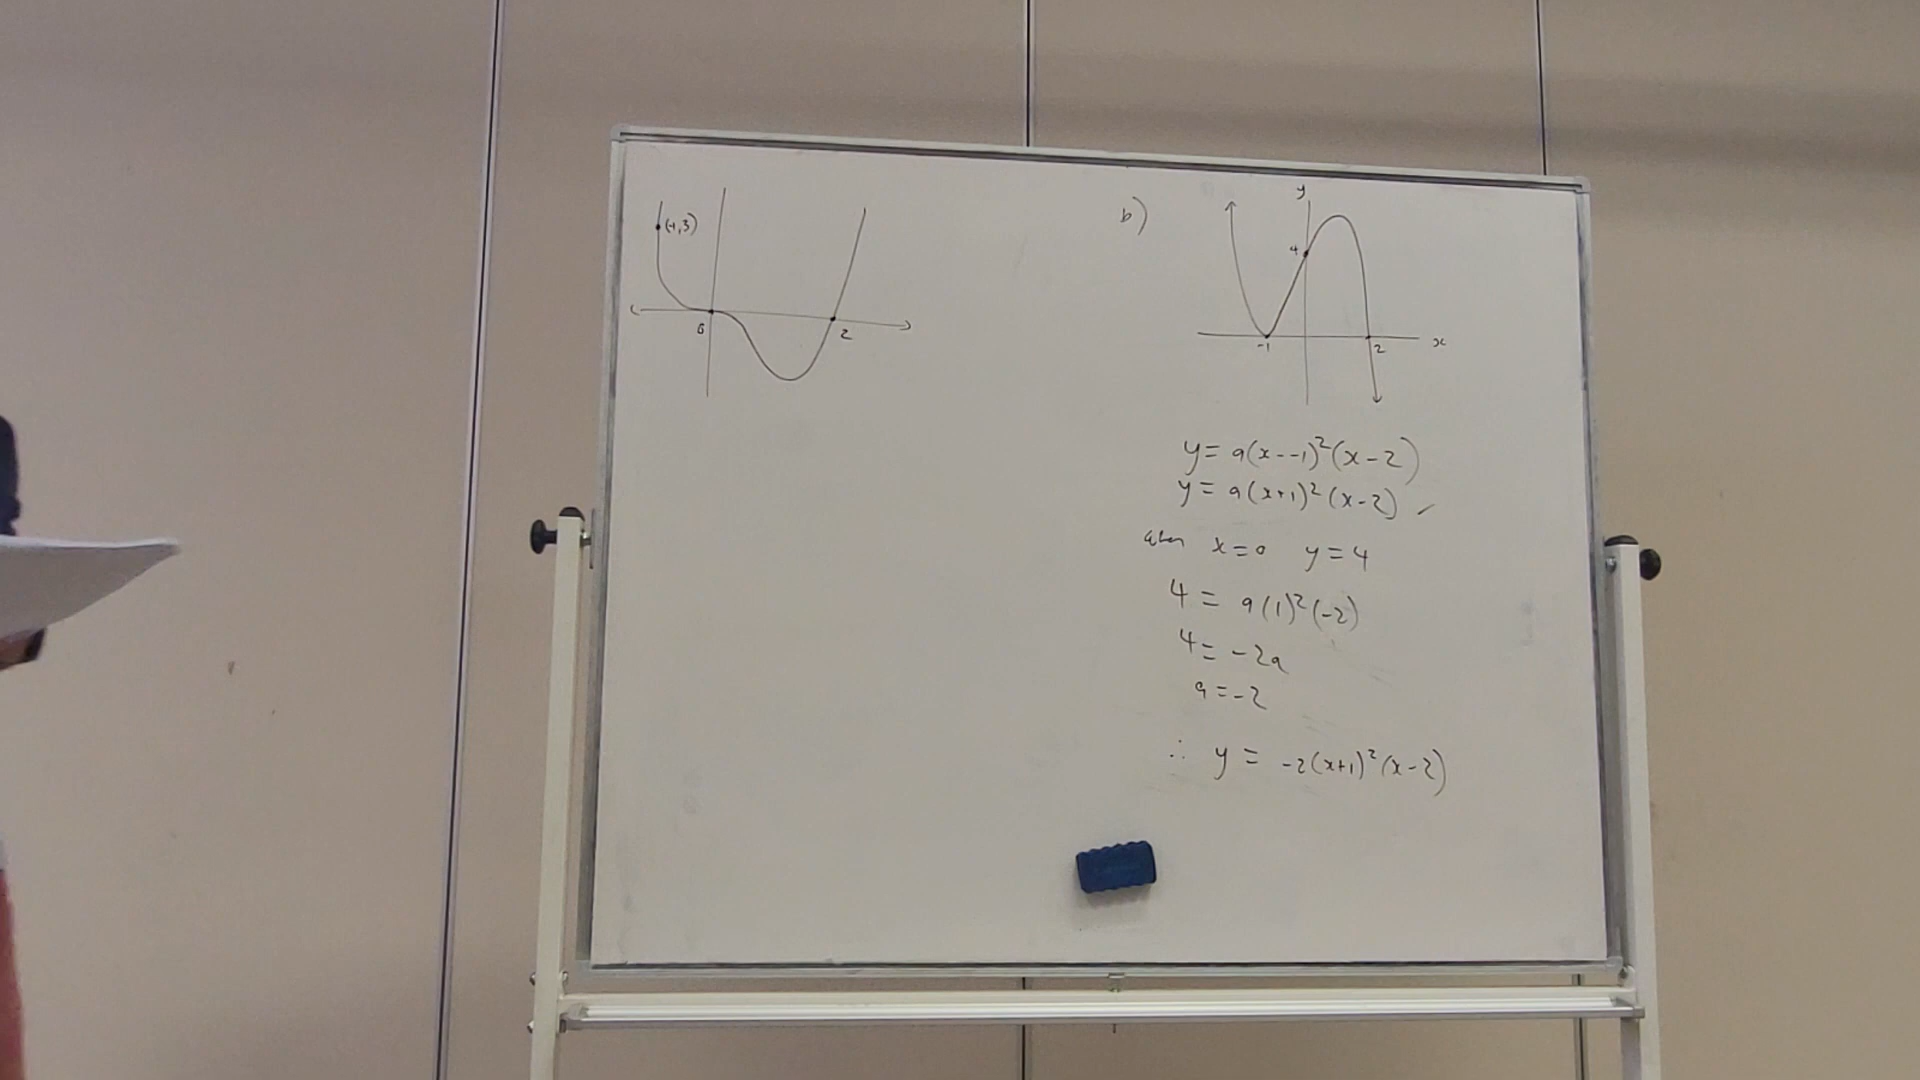 (-1,3)
0
2
b)
y
4
-1
2
x
y = a(x--1)²(x-2)
y = a(x+1)²(x-2) ✓
when x=0 y=4
4 = a(1)²(-2)
4 = -2a
a = -2
∴ y = -2(x+1)²(x-2)